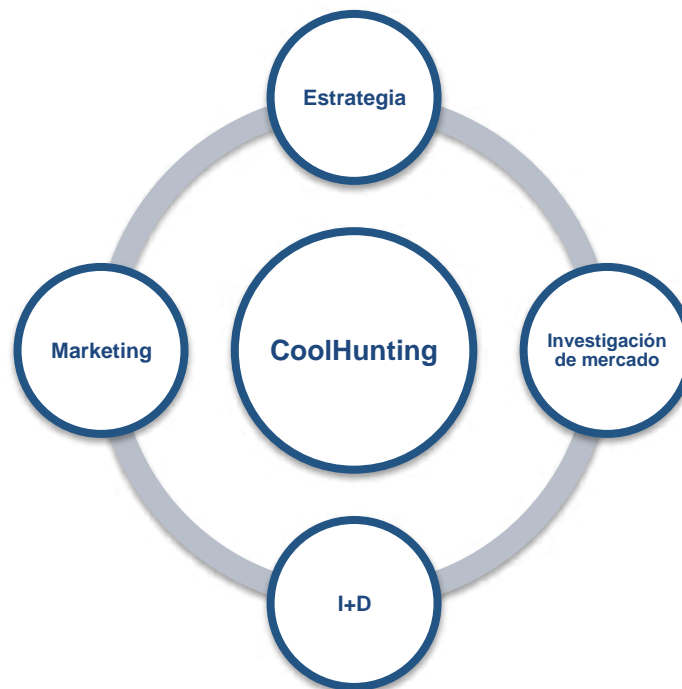 Estrategia
Marketing
CoolHunting
Investigación
de mercado
I+D